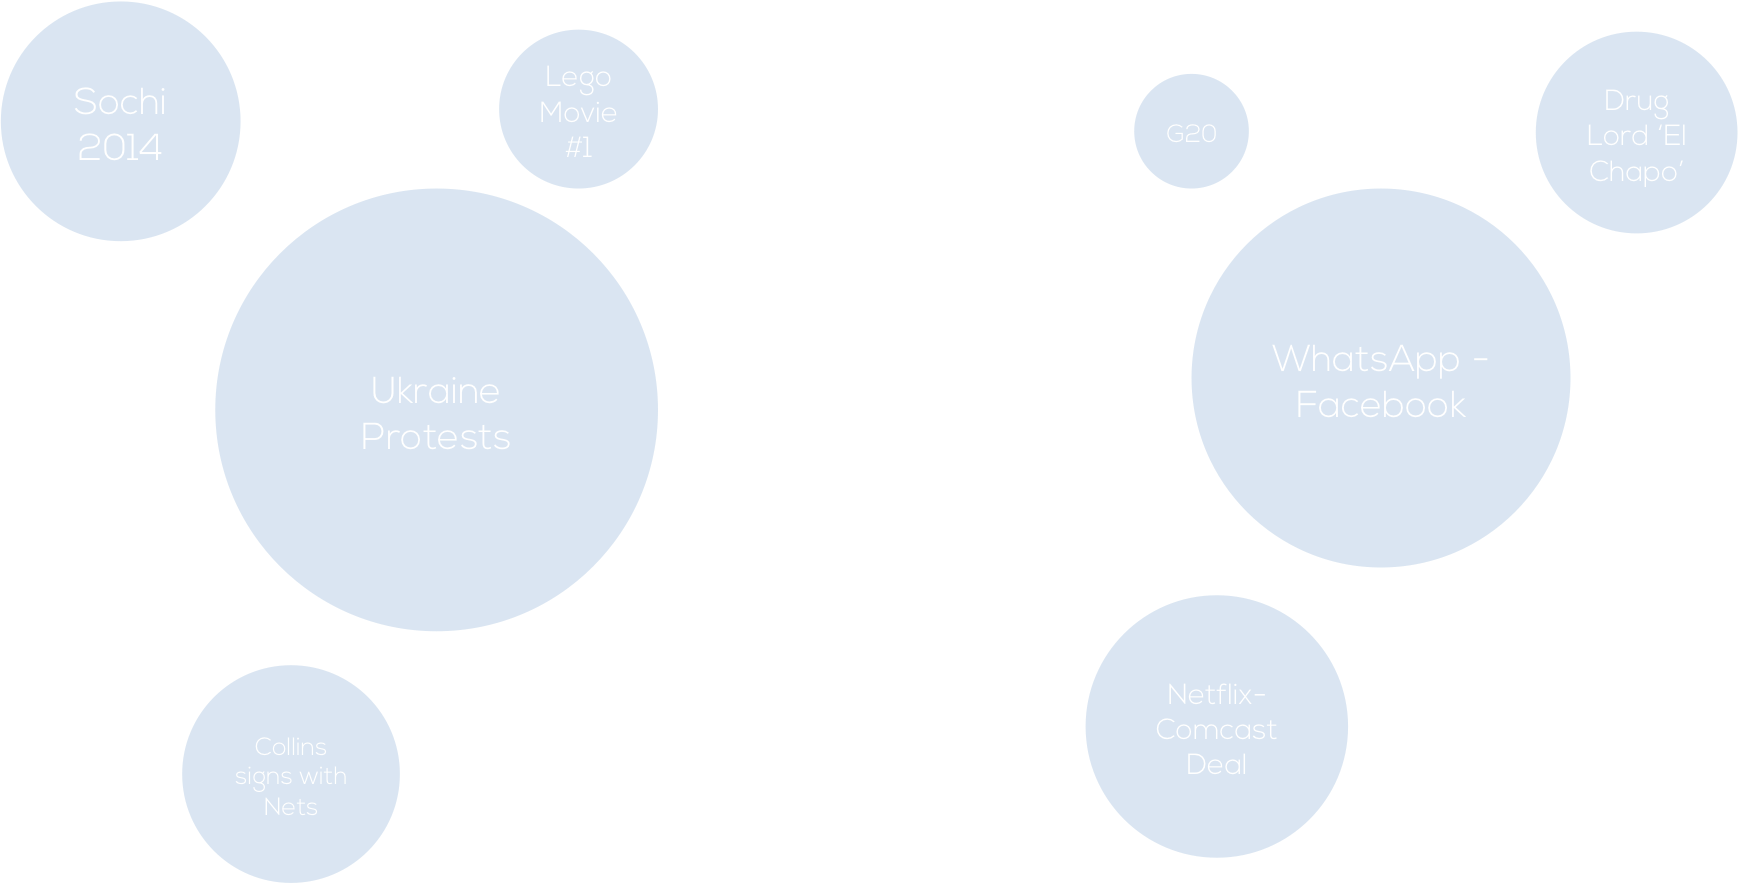 Sochi
2014
Lego
Movie
#1
G20
Drug
Lord ‘El
Chapo’
Ukraine
Protests
WhatsApp -
Facebook
Collins
signs with
Nets
Netflix-
Comcast
Deal